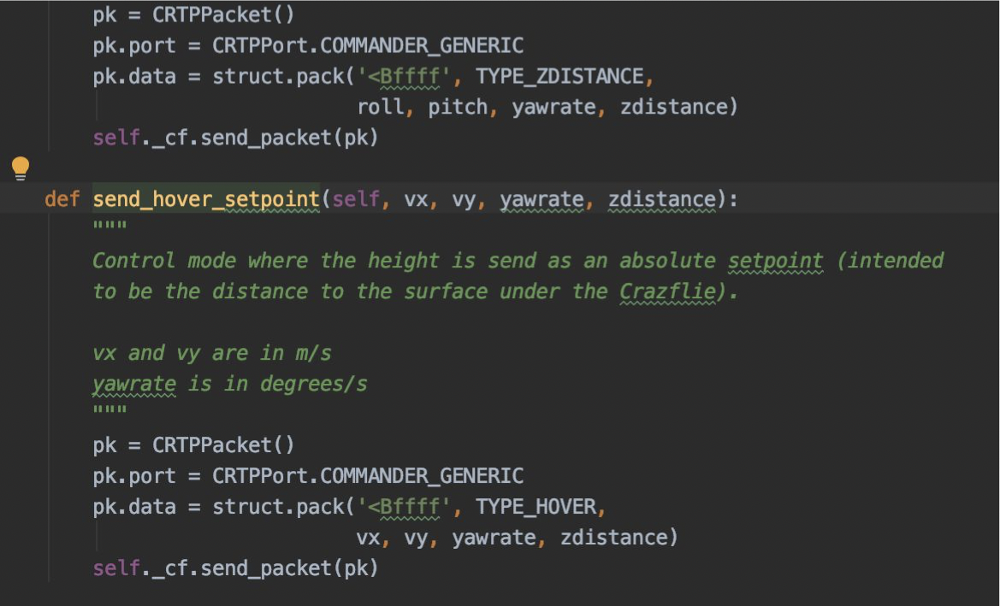 pk = CRTPPacket()
pk.port = CRTPPort.COMMANDER_GENERIC
pk.data = struct.pack('<Bffff', TYPE_ZDISTANCE,
roll, pitch, yawrate, zdistance)
self._cf.send_packet(pk)
def send_hover_setpoint(self, vx, vy, yawrate, zdistance):
"""
Control mode where the height is send as an absolute setpoint (intended
to be the distance to the surface under the Crazflie).
vx and vy are in m/s
yawrate is in degrees/s
"""
pk = CRTPPacket()
pk.port = CRTPPort.COMMANDER_GENERIC
pk.data = struct.pack('<Bffff', TYPE_HOVER,
vx, vy, yawrate, zdistance)
self._cf.send_packet(pk)